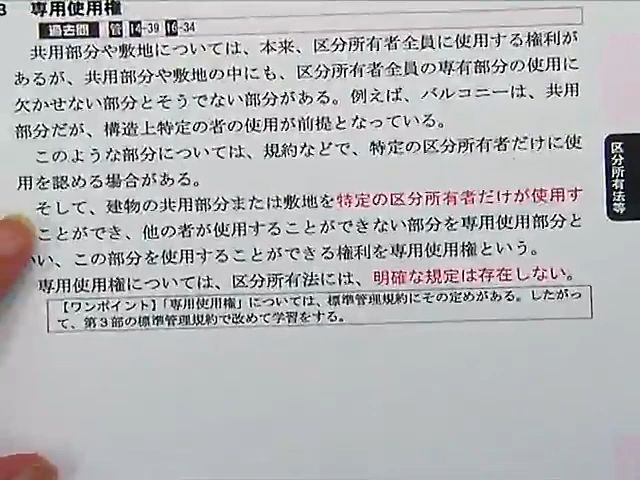 3 専用使用権
過去問 管 14-39 16-34
共用部分や敷地については、本来、区分所有者全員に使用する権利が
あるが、共用部分や敷地の中にも、区分所有者全員の専有部分の使用に
欠かせない部分とそうでない部分がある。例えば、バルコニーは、共用
部分だが、構造上特定の者の使用が前提となっている。
このような部分については、規約などで、特定の区分所有者だけに使
用を認める場合がある。
そして、建物の共用部分または敷地を特定の区分所有者だけが使用す
ことができ、他の者が使用することができない部分を専用使用部分と
い、この部分を使用することができる権利を専用使用権という。
専用使用権については、区分所有法には、明確な規定は存在しない。
【ワンポイント】「専用使用権」については、標準管理規約にその定めがある。したがっ
て、第3部の標準管理規約で改めて学習をする。
区分所有法等